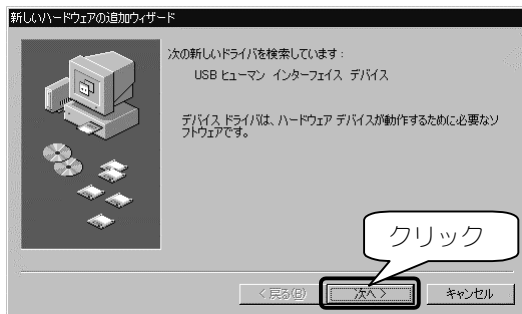 新しいハードウェアの追加ウィザード
次の新しいドライバを検索しています：
USB ヒューマン インターフェイス デバイス
デバイス ドライバは、ハードウェア デバイスが動作するために必要なソ
フトウェアです。
クリック
< 戻る(B)
次へ >
キャンセル